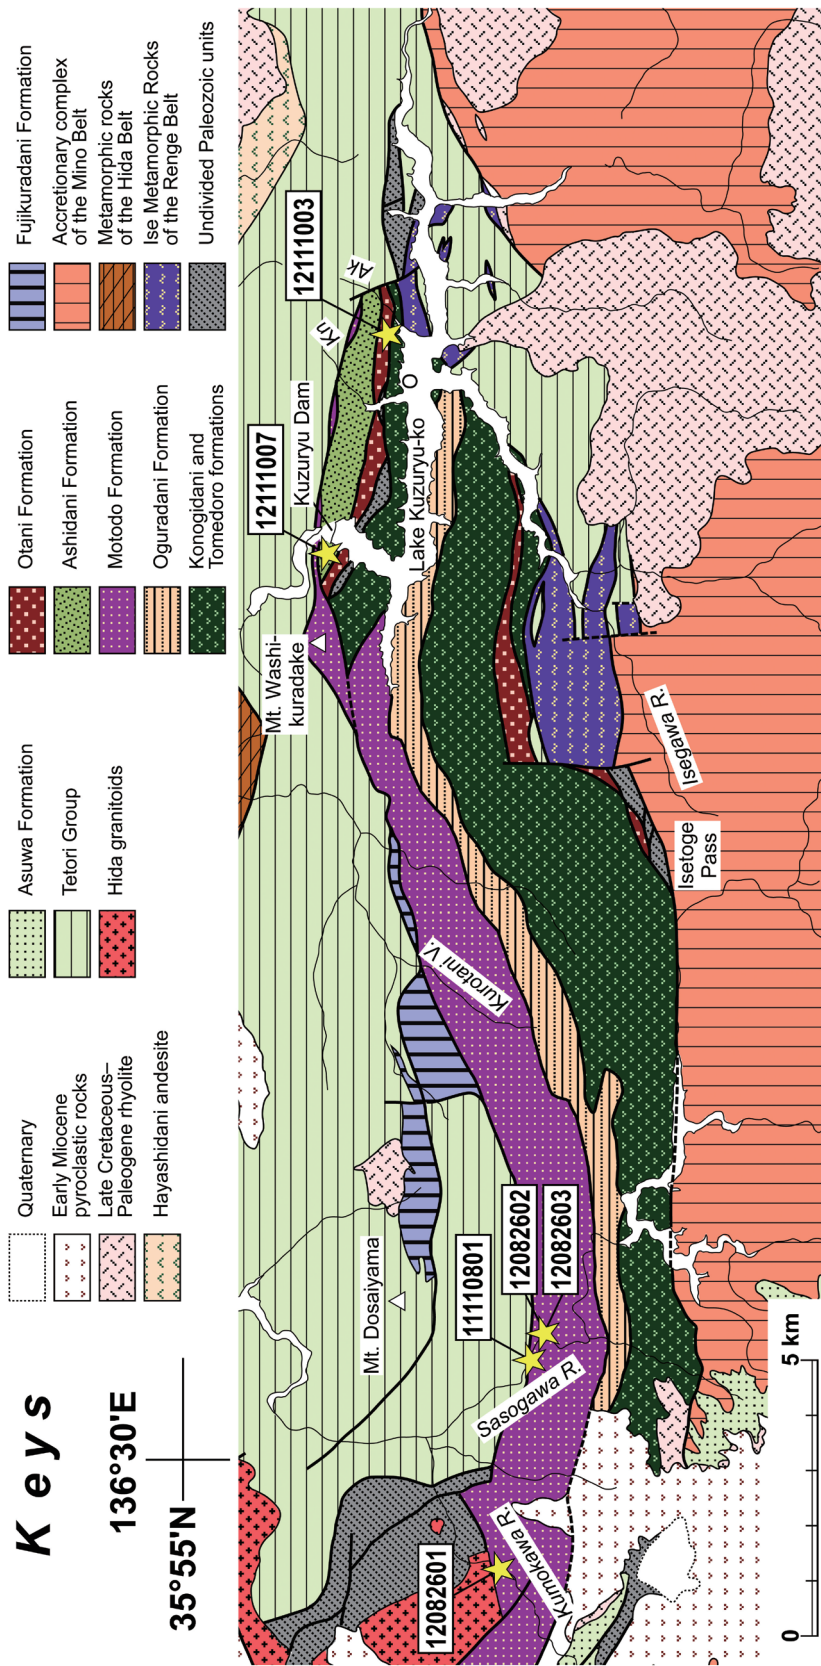 Keys
136°30'E
35°55'N
Quaternary
Early Miocene
pyroclastic rocks
Late Cretaceous–
Paleogene rhyolite
Hayashidani andesite
Asuwa Formation
Tetori Group
Hida granitoids
Otani Formation
Ashidani Formation
Motodo Formation
Oguradani Formation
Konogidani and
Tomedoro formations
Fujikuradani Formation
Accretionary complex
of the Mino Belt
Metamorphic rocks
of the Hida Belt
Ise Metamorphic Rocks
of the Renge Belt
Undivided Paleozoic units
12082601
Kumokawa R.
Sasogawa R.
11110801
12082602
12082603
Mt. Dosaiyama
Kurotani V.
Mt. Washi-
kuradake
12111007
Kuzuryu Dam
Lake Kuzuryu-ko
O
Kn
12111003
Ak
Isetoge
Pass
Isegawa R.
0
5 km